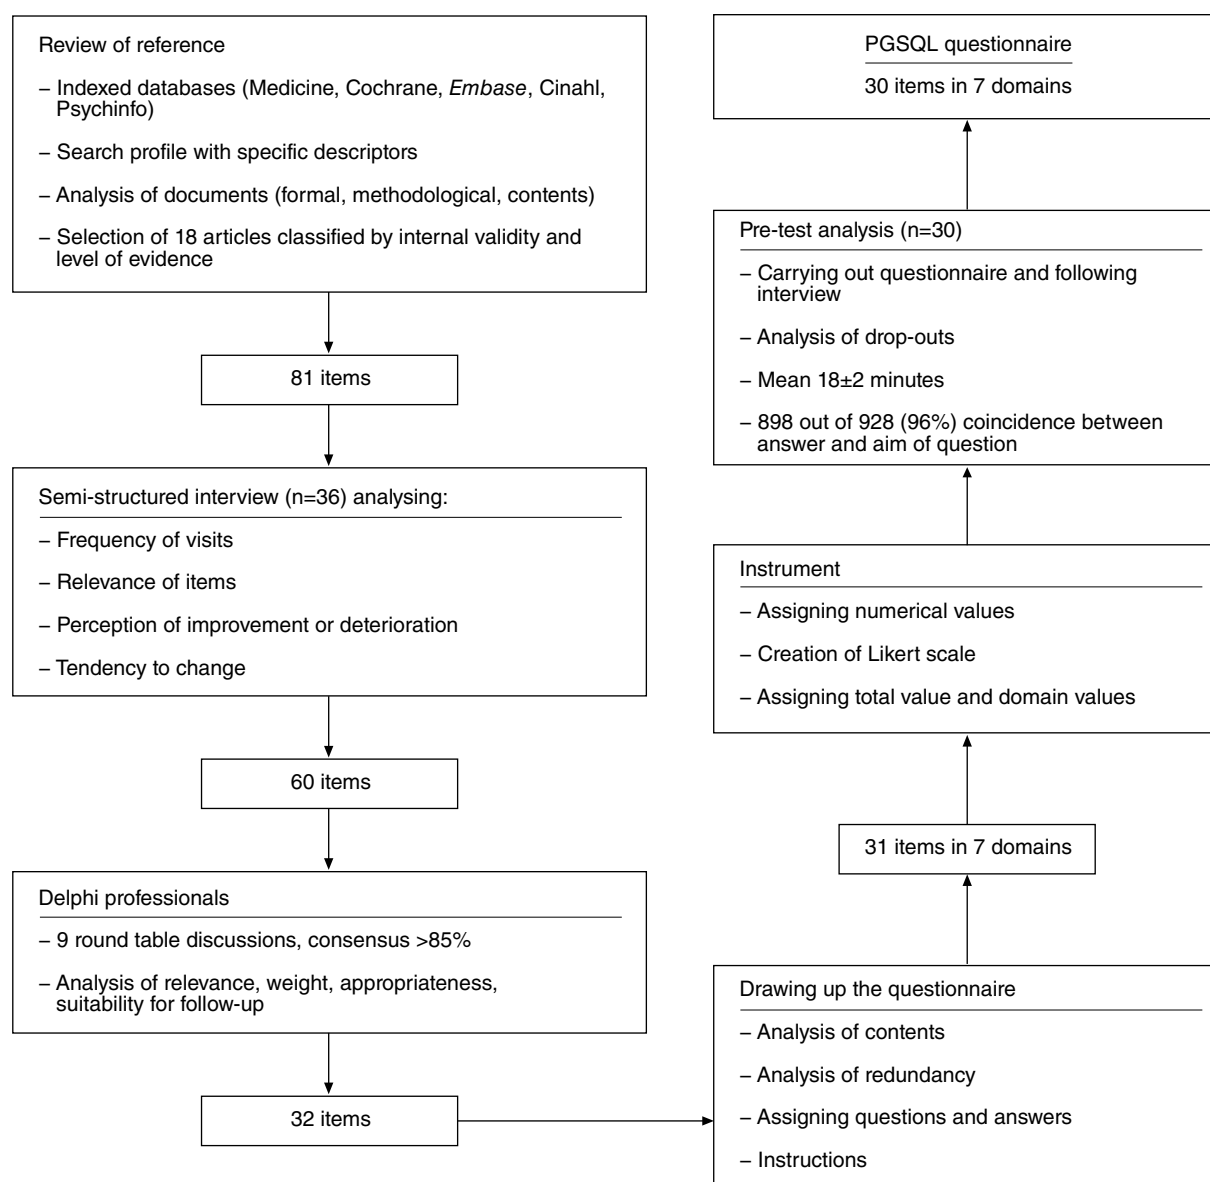 Review of reference
– Indexed databases (Medicine, Cochrane, Embase, Cinahl,
Psychinfo)
– Search profile with specific descriptors
– Analysis of documents (formal, methodological, contents)
– Selection of 18 articles classified by internal validity and
level of evidence
81 items
Semi-structured interview (n=36) analysing:
– Frequency of visits
– Relevance of items
– Perception of improvement or deterioration
– Tendency to change
60 items
Delphi professionals
– 9 round table discussions, consensus >85%
– Analysis of relevance, weight, appropriateness,
suitability for follow-up
32 items
Drawing up the questionnaire
– Analysis of contents
– Analysis of redundancy
– Assigning questions and answers
– Instructions
31 items in 7 domains
Instrument
– Assigning numerical values
– Creation of Likert scale
– Assigning total value and domain values
Pre-test analysis (n=30)
– Carrying out questionnaire and following
interview
– Analysis of drop-outs
– Mean 18±2 minutes
– 898 out of 928 (96%) coincidence between
answer and aim of question
PGSQL questionnaire
30 items in 7 domains